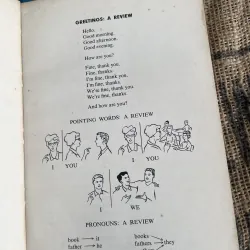 GREETINGS: A REVIEW
Hello.
Good morning.
Good afternoon.
Good evening.
How are you?
Fine, thank you.
Fine, thanks.
I'm fine, thank you.
I'm fine, thanks.
We're fine, thank you.
We're fine, thanks.
And how are you?
POINTING WORDS: A REVIEW
I YOU I YOU
I WE
PRONOUNS: A REVIEW
book → it books
father → he fathers they